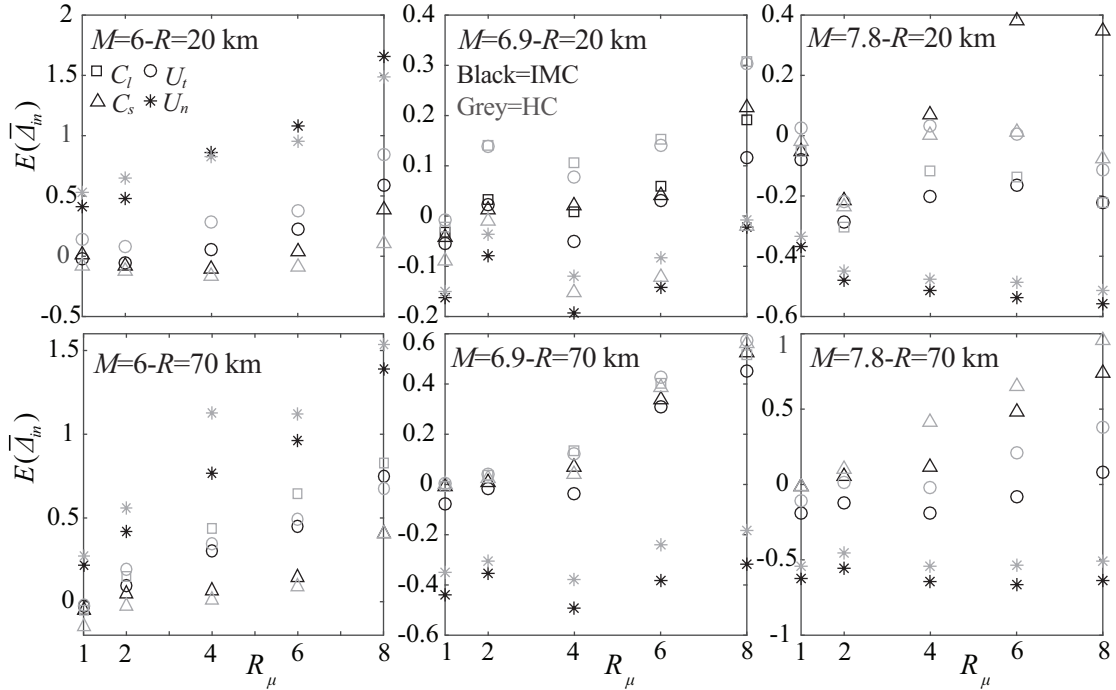 M=6-R=20 km
C_l U_t
C_s U_n
2
1.5
1
0.5
0
-0.5
E(Δ̅_in)
M=6.9-R=20 km
Black=IMC
Grey=HC
0.4
0.3
0.2
0.1
0
-0.1
0.2
M=7.8-R=20 km
0.4
0.2
0
-0.2
-0.4
-0.6
M=6-R=70 km
1.5
1
0.5
0
E(Δ̅_in)
1 2 4 6 8
R_μ
M=6.9-R=70 km
0.6
0.4
0.2
0
-0.2
-0.4
-0.6
1 2 4 6 8
R_μ
M=7.8-R=70 km
1
0.5
0
-0.5
-1
1 2 4 6 8
R_μ